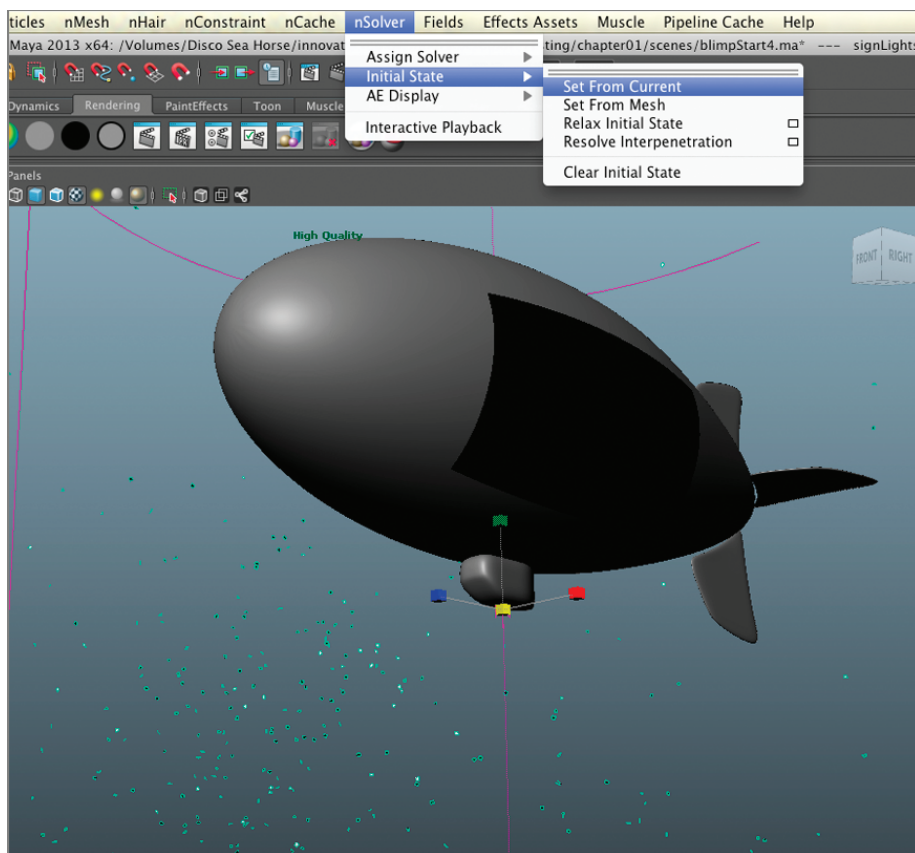 ticles nMesh nHair nConstraint nCache nSolver Fields Effects Assets Muscle Pipeline Cache Help
Maya 2013 x64: /Volumes/Disco Sea Horse/innovat ting/chapter01/scenes/blimpStart4.ma* --- signLight
Assign Solver
Initial State
AE Display
Interactive Playback
Set From Current
Set From Mesh
Relax Initial State
Resolve Interpenetration
Clear Initial State
Dynamics Rendering PaintEffects Toon Muscle
Panels
High Quality
FRONT RIGHT